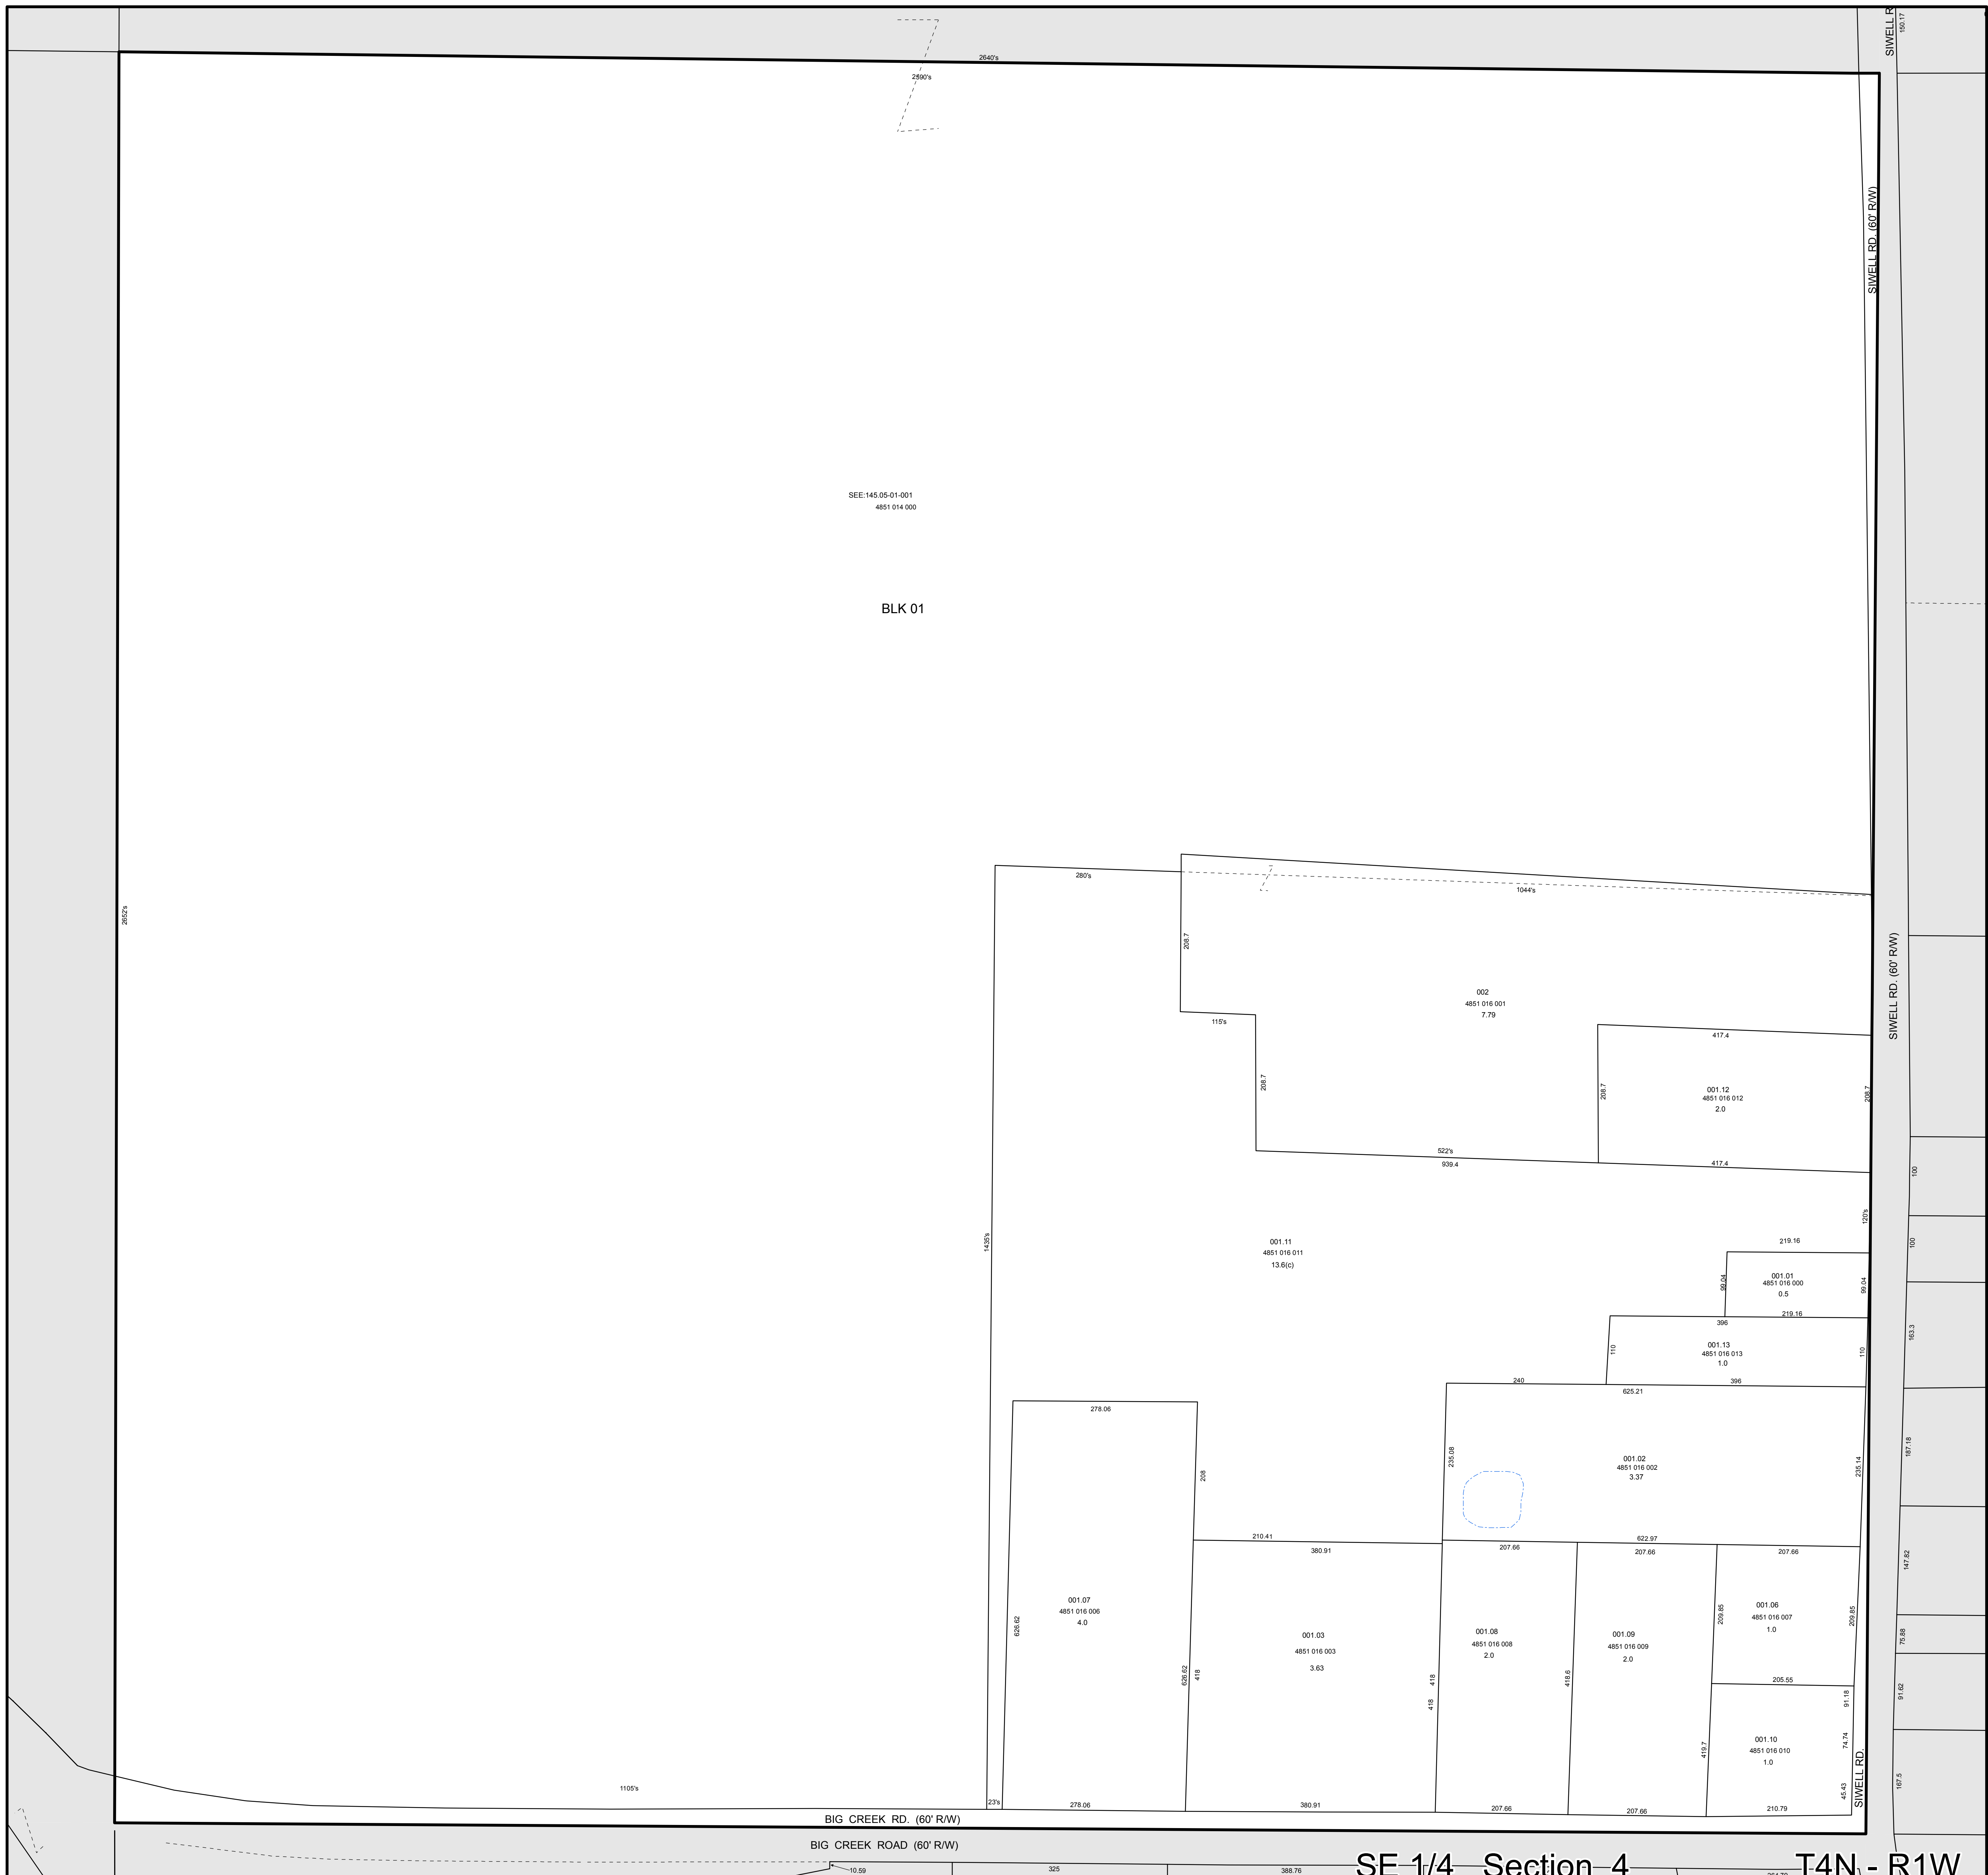 SIWELL R
150.17
2640's
2590's
SIWELL RD. (60' R/W)
SEE:145.05-01-001
4851 014 000
BLK 01
2652's
280's
1044's
208.7
SIWELL RD. (60' R/W)
002
4851 016 001
7.79
115's
417.4
208.7
208.7
001.12
4851 016 012
2.0
208.7
522's
939.4
417.4
100
120's
1435's
001.11
4851 016 011
13.6(c)
219.16
100
99.04
001.01
4851 016 000
0.5
99.04
219.16
396
163.3
110
001.13
4851 016 013
1.0
110
240
396
625.21
278.06
235.08
001.02
4851 016 002
3.37
235.14
187.18
208
210.41
380.91
622.97
207.66
207.66
207.66
147.82
001.07
4851 016 006
4.0
626.62
001.03
4851 016 003
3.63
001.08
4851 016 008
2.0
001.09
4851 016 009
2.0
209.85
001.06
4851 016 007
1.0
209.85
75.88
626.62
418
418
418
418.6
205.55
91.18
91.62
419.7
001.10
4851 016 010
1.0
74.74
45.43
SIWELL RD.
167.5
1105's
23's
278.06
380.91
207.66
207.66
210.79
BIG CREEK RD. (60' R/W)
BIG CREEK ROAD (60' R/W)
10.59
325
388.76
SE 1/4 Section 4
T4N - R1W